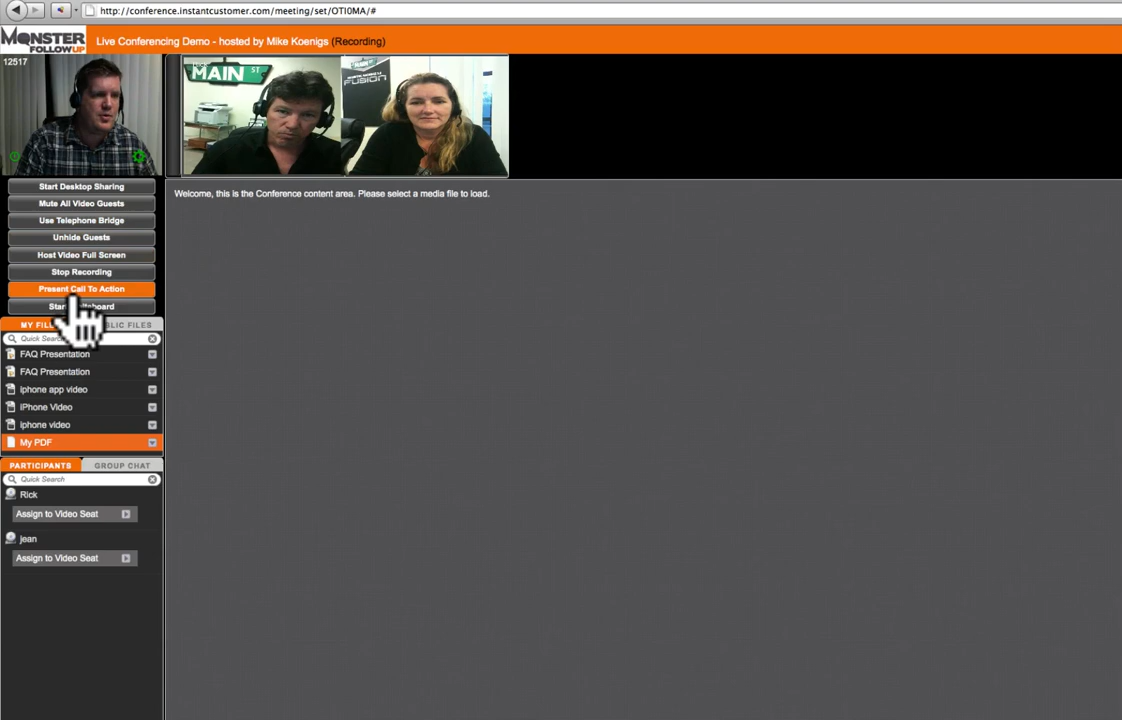 http://conference.instantcustomer.com/meeting/set/OTI0MA/#
MONSTER
FOLLOWUP
Live Conferencing Demo - hosted by Mike Koenigs (Recording)
12517
MAIN ST
FUSION
Start Desktop Sharing
Mute All Video Guests
Use Telephone Bridge
Unhide Guests
Host Video Full Screen
Stop Recording
Present Call To Action
Welcome, this is the Conference content area. Please select a media file to load.
MY FILES
FILES
Quick Search
FAQ Presentation
FAQ Presentation
Iphone app video
iPhone Video
Iphone video
My PDF
PARTICIPANTS
GROUP CHAT
Quick Search
Rick
Assign to Video Seat
jean
Assign to Video Seat